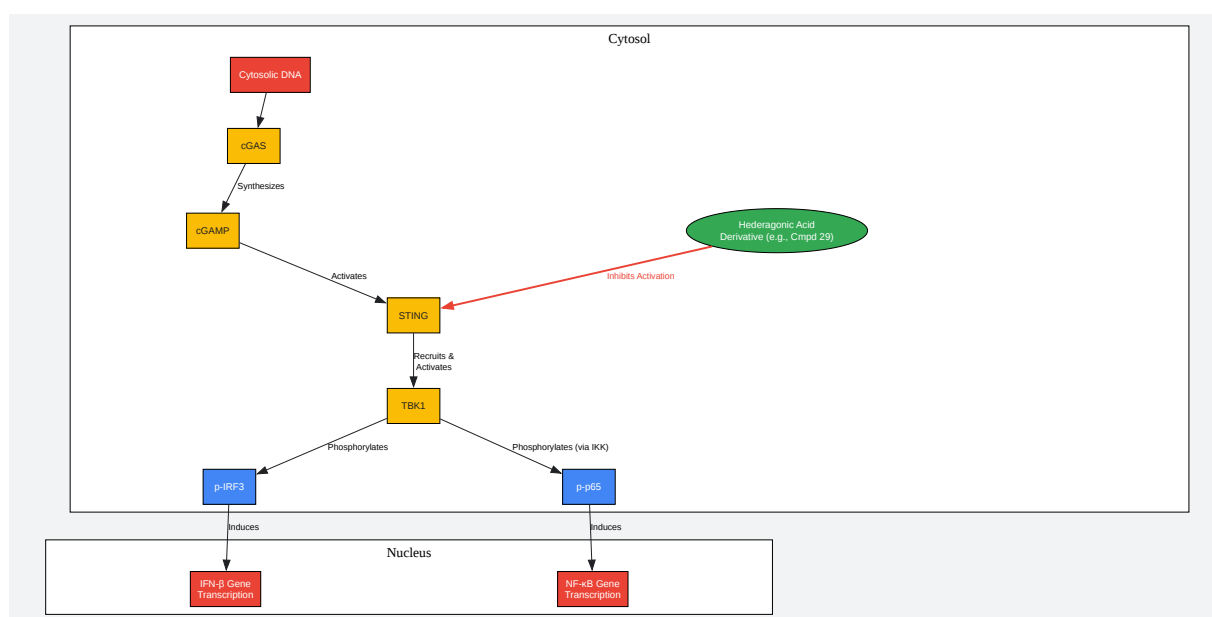 Cytosol
Cytosolic DNA
cGAS
Synthesizes
cGAMP
Hederagonic Acid
Derivative (e.g., Cmpd 29)
Activates
Inhibits Activation
STING
Recruits &
Activates
TBK1
Phosphorylates
Phosphorylates (via IKK)
p-IRF3
p-p65
Induces
Induces
Nucleus
IFN-β Gene
Transcription
NF-κB Gene
Transcription